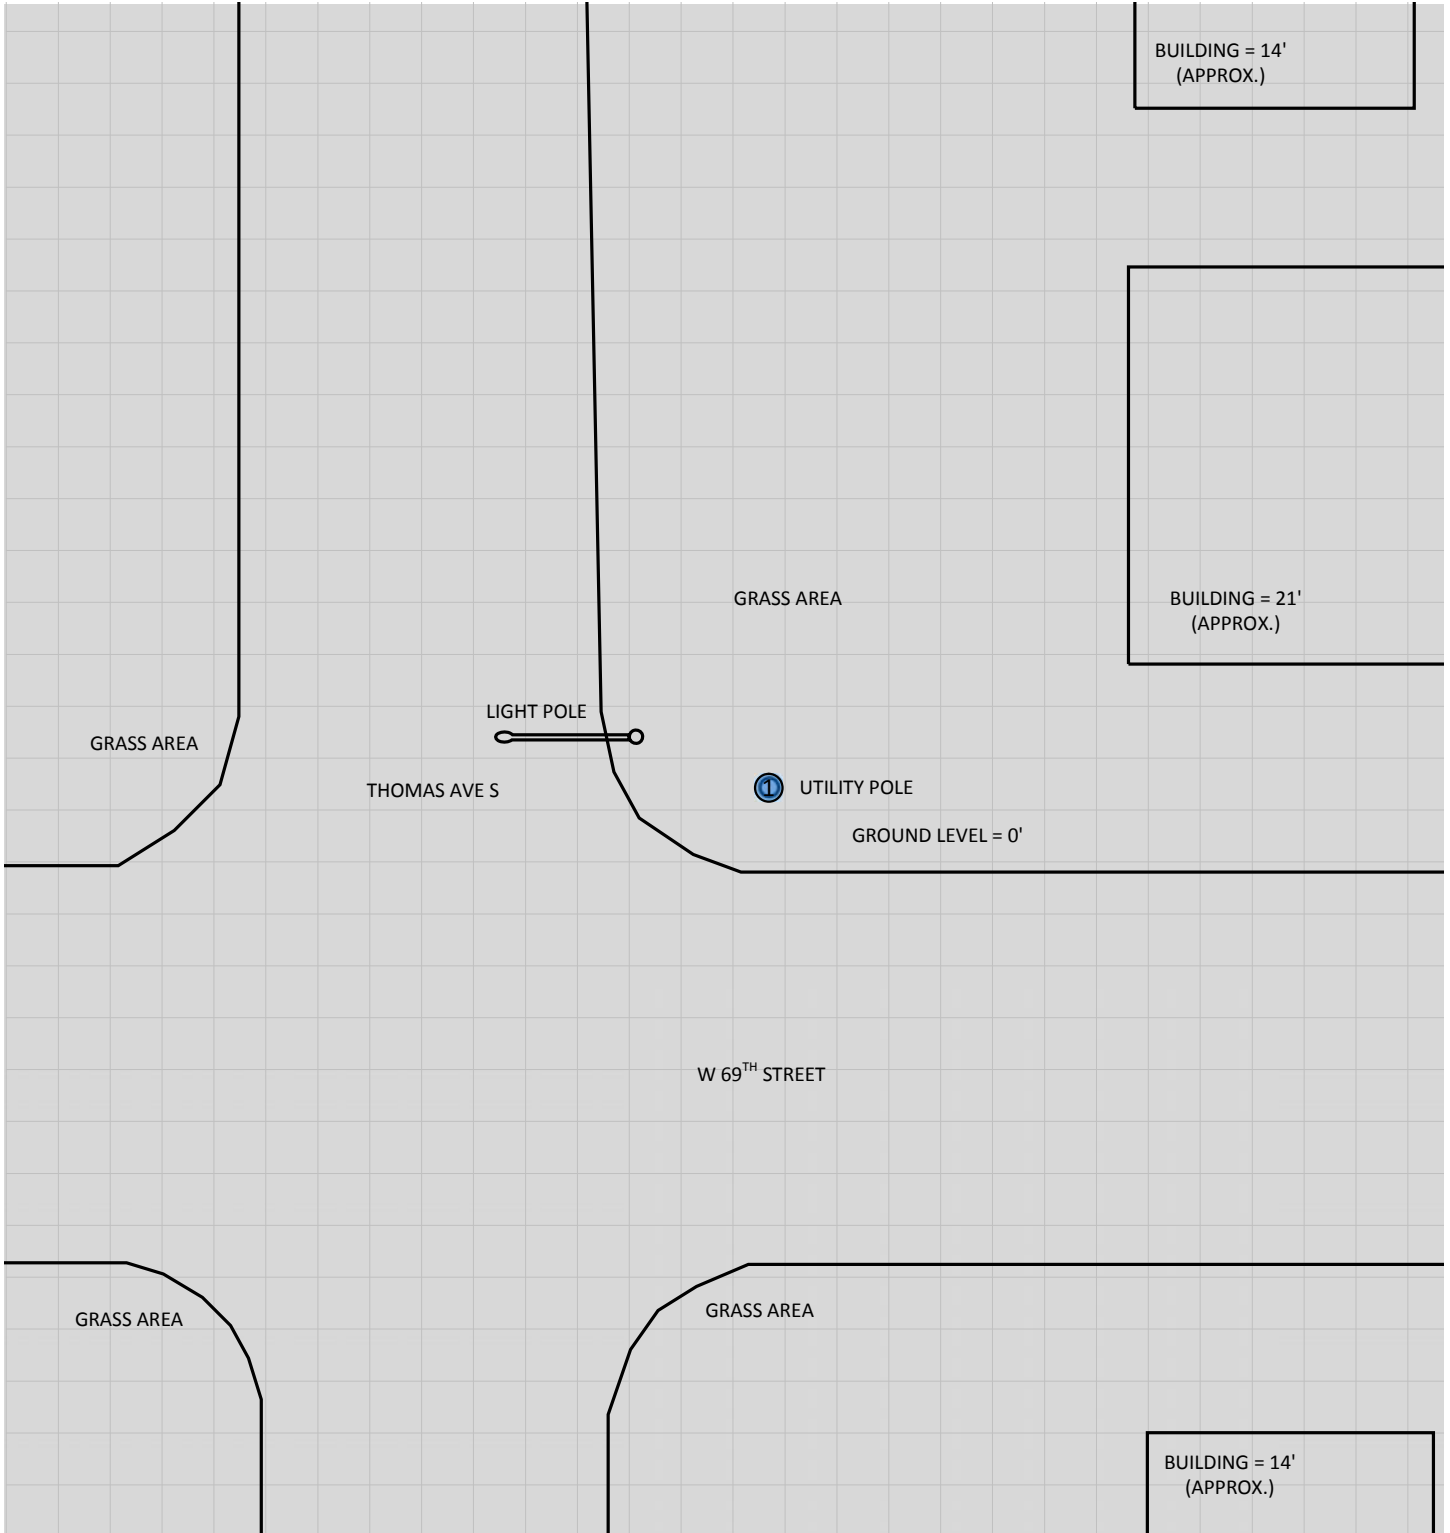 BUILDING = 14'
(APPROX.)
GRASS AREA
BUILDING = 21'
(APPROX.)
LIGHT POLE
GRASS AREA
THOMAS AVE S
1 UTILITY POLE
GROUND LEVEL = 0'
W 69TH STREET
GRASS AREA
GRASS AREA
BUILDING = 14'
(APPROX.)